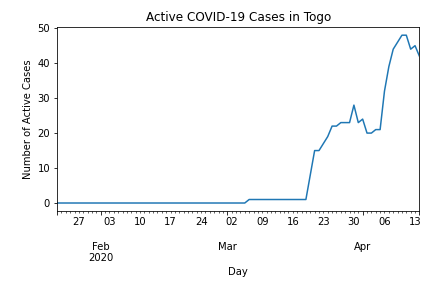 Active COVID-19 Cases in Togo
50
40
30
20
10
0
Number of Active Cases
27 03 10 17 24 02 09 16 23 30 06 13
Feb Mar Apr
2020
Day